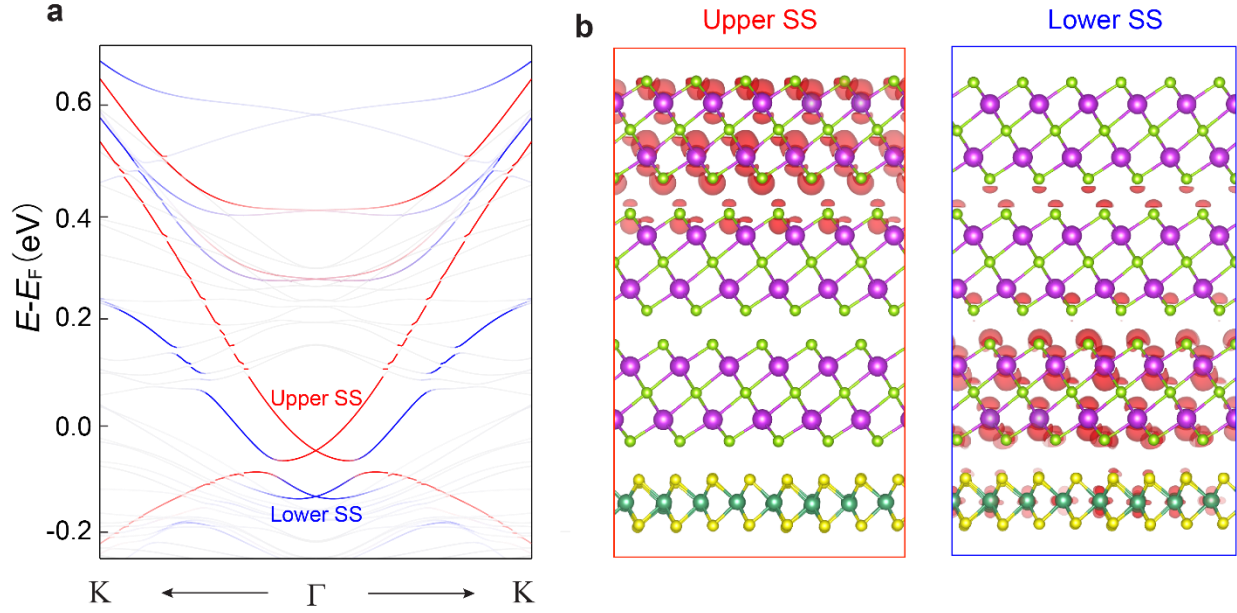 a
E-E_F (eV)
0.6
0.4
0.2
0.0
-0.2
Upper SS
Lower SS
K ← Γ → K
b
Upper SS
Lower SS